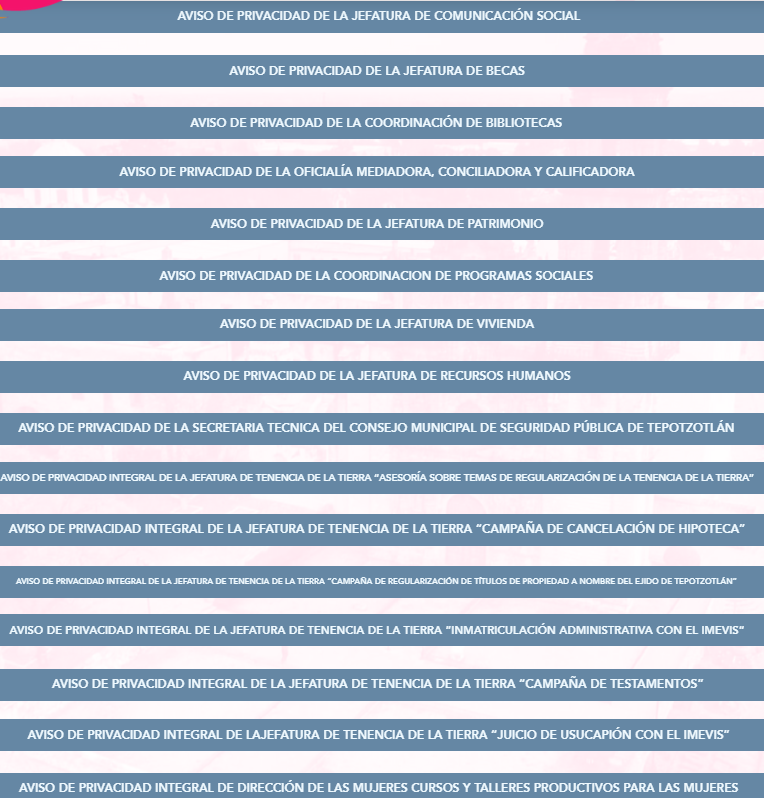 AVISO DE PRIVACIDAD DE LA JEFATURA DE COMUNICACIÓN SOCIAL
AVISO DE PRIVACIDAD DE LA JEFATURA DE BECAS
AVISO DE PRIVACIDAD DE LA COORDINACIÓN DE BIBLIOTECAS
AVISO DE PRIVACIDAD DE LA OFICIALÍA MEDIADORA, CONCILIADORA Y CALIFICADORA
AVISO DE PRIVACIDAD DE LA JEFATURA DE PATRIMONIO
AVISO DE PRIVACIDAD DE LA COORDINACION DE PROGRAMAS SOCIALES
AVISO DE PRIVACIDAD DE LA JEFATURA DE VIVIENDA
AVISO DE PRIVACIDAD DE LA JEFATURA DE RECURSOS HUMANOS
AVISO DE PRIVACIDAD DE LA SECRETARIA TECNICA DEL CONSEJO MUNICIPAL DE SEGURIDAD PÚBLICA DE TEPOTZOTLÁN
AVISO DE PRIVACIDAD INTEGRAL DE LA JEFATURA DE TENENCIA DE LA TIERRA “ASESORÍA SOBRE TEMAS DE REGULARIZACIÓN DE LA TENENCIA DE LA TIERRA”
AVISO DE PRIVACIDAD INTEGRAL DE LA JEFATURA DE TENENCIA DE LA TIERRA “CAMPAÑA DE CANCELACIÓN DE HIPOTECA”
AVISO DE PRIVACIDAD INTEGRAL DE LA JEFATURA DE TENENCIA DE LA TIERRA “CAMPAÑA DE REGULARIZACIÓN DE TÍTULOS DE PROPIEDAD A NOMBRE DEL EJIDO DE TEPOTZOTLÁN”
AVISO DE PRIVACIDAD INTEGRAL DE LA JEFATURA DE TENENCIA DE LA TIERRA “INMATRICULACIÓN ADMINISTRATIVA CON EL IMEVIS”
AVISO DE PRIVACIDAD INTEGRAL DE LA JEFATURA DE TENENCIA DE LA TIERRA “CAMPAÑA DE TESTAMENTOS”
AVISO DE PRIVACIDAD INTEGRAL DE LAJEFATURA DE TENENCIA DE LA TIERRA “JUICIO DE USUCAPIÓN CON EL IMEVIS”
AVISO DE PRIVACIDAD INTEGRAL DE DIRECCIÓN DE LAS MUJERES CURSOS Y TALLERES PRODUCTIVOS PARA LAS MUJERES